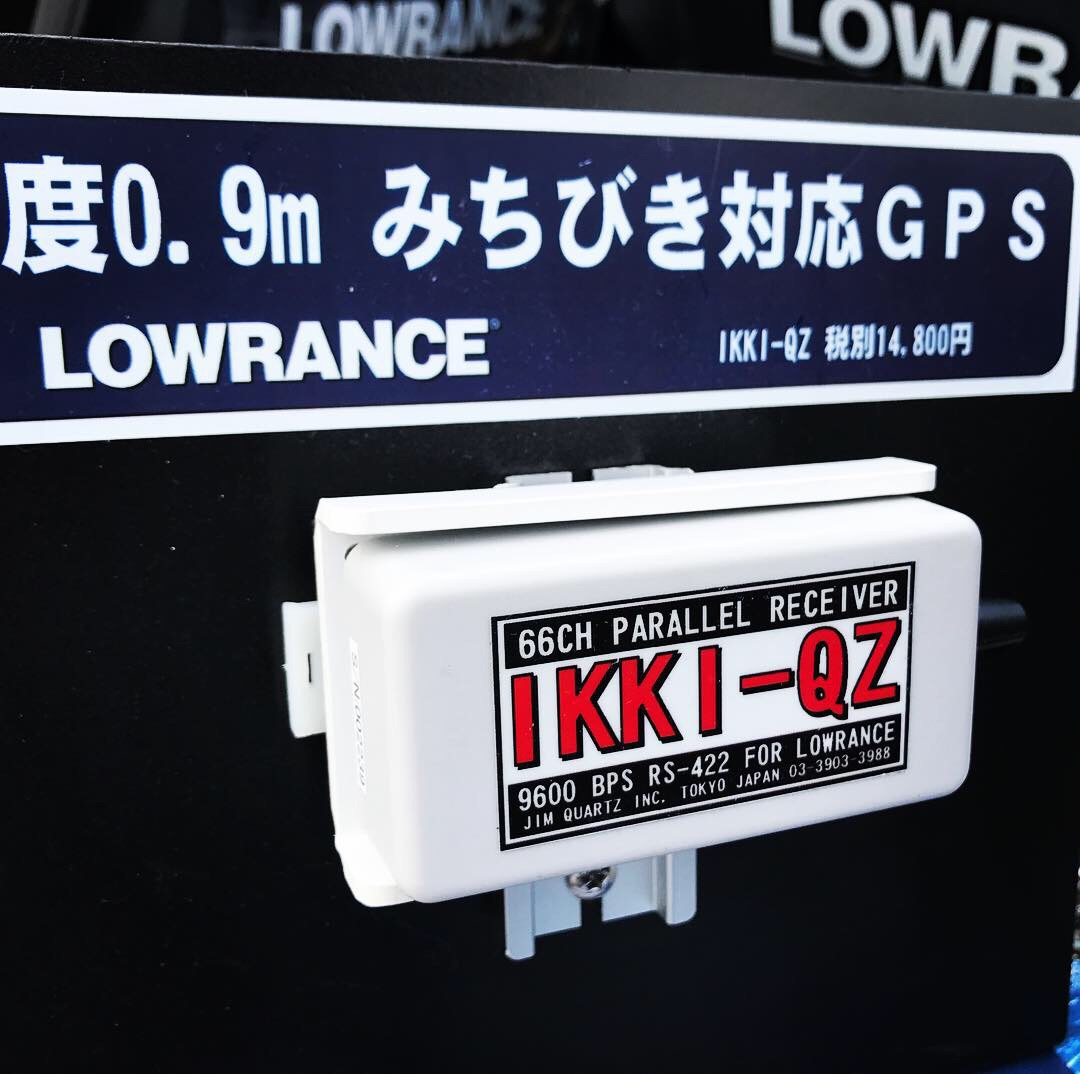 LOWRANCE
LOWRA
度0.9m みちびき対応GPS
LOWRANCE®
IKKI-QZ 税別14,800円
66CH PARALLEL RECEIVER
IKKI-QZ
9600 BPS RS-422 FOR LOWRANCE
JIM QUARTZ INC. TOKYO JAPAN 03-3903-3988